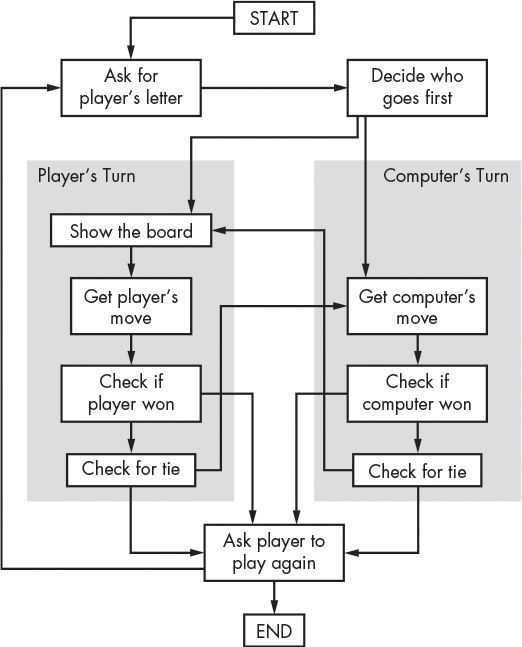 START
Ask for
player's letter
Decide who
goes first
Player's Turn
Computer's Turn
Show the board
Get player's
move
Get computer's
move
Check if
player won
Check if
computer won
Check for tie
Check for tie
Ask player to
play again
END